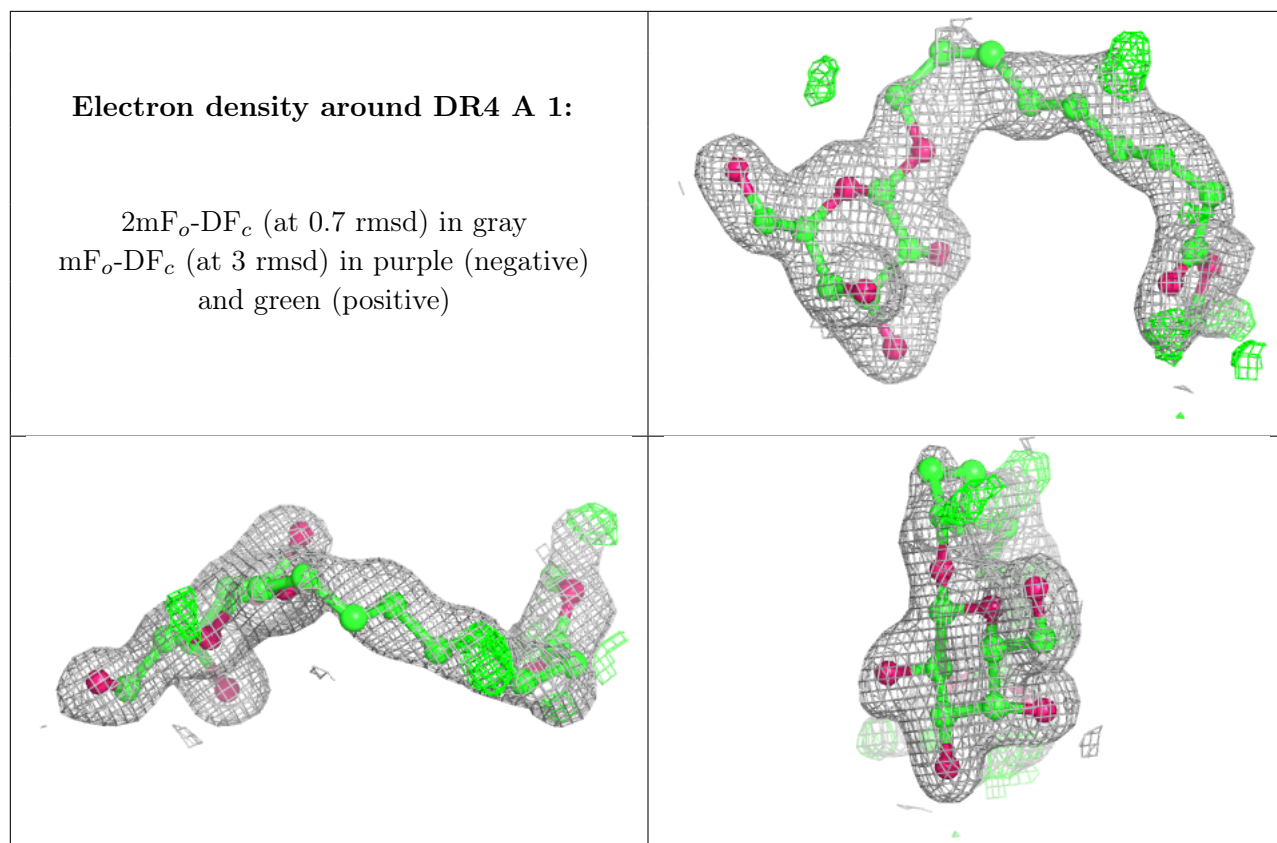 Electron density around DR4 A 1:
2mFo-DFc (at 0.7 rmsd) in gray
mFo-DFc (at 3 rmsd) in purple (negative)
and green (positive)